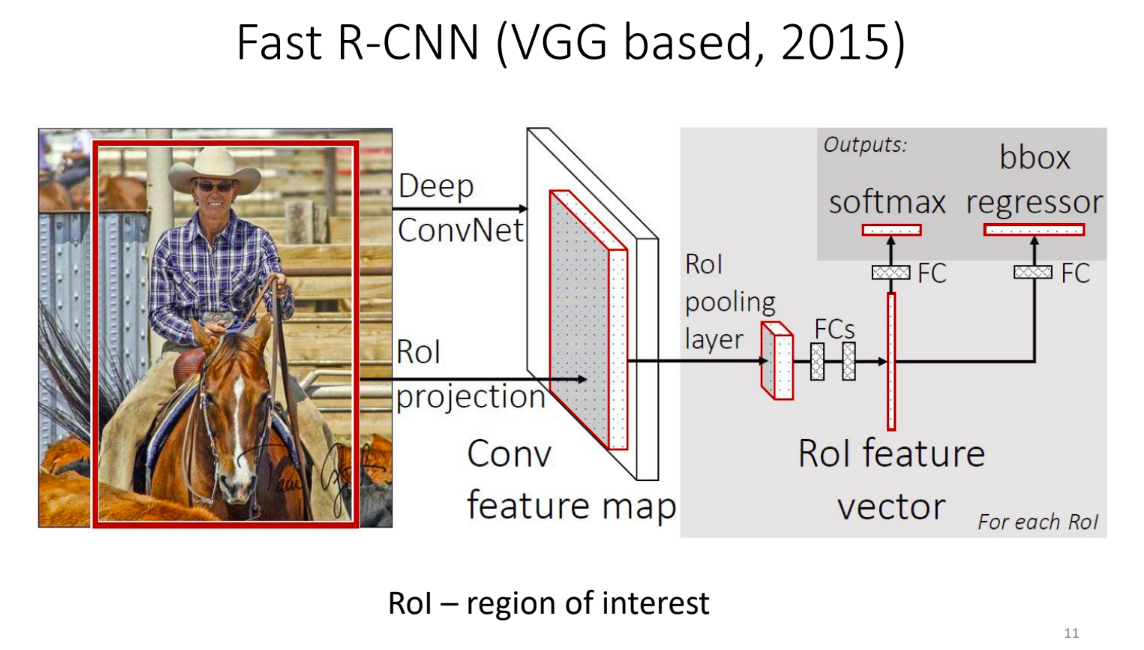 Fast R-CNN (VGG based, 2015)
Deep
ConvNet
RoI
projection
Conv
feature map
RoI
pooling
layer
FCs
Outputs:
softmax
bbox
regressor
FC
FC
RoI feature
vector
For each RoI
RoI – region of interest
11